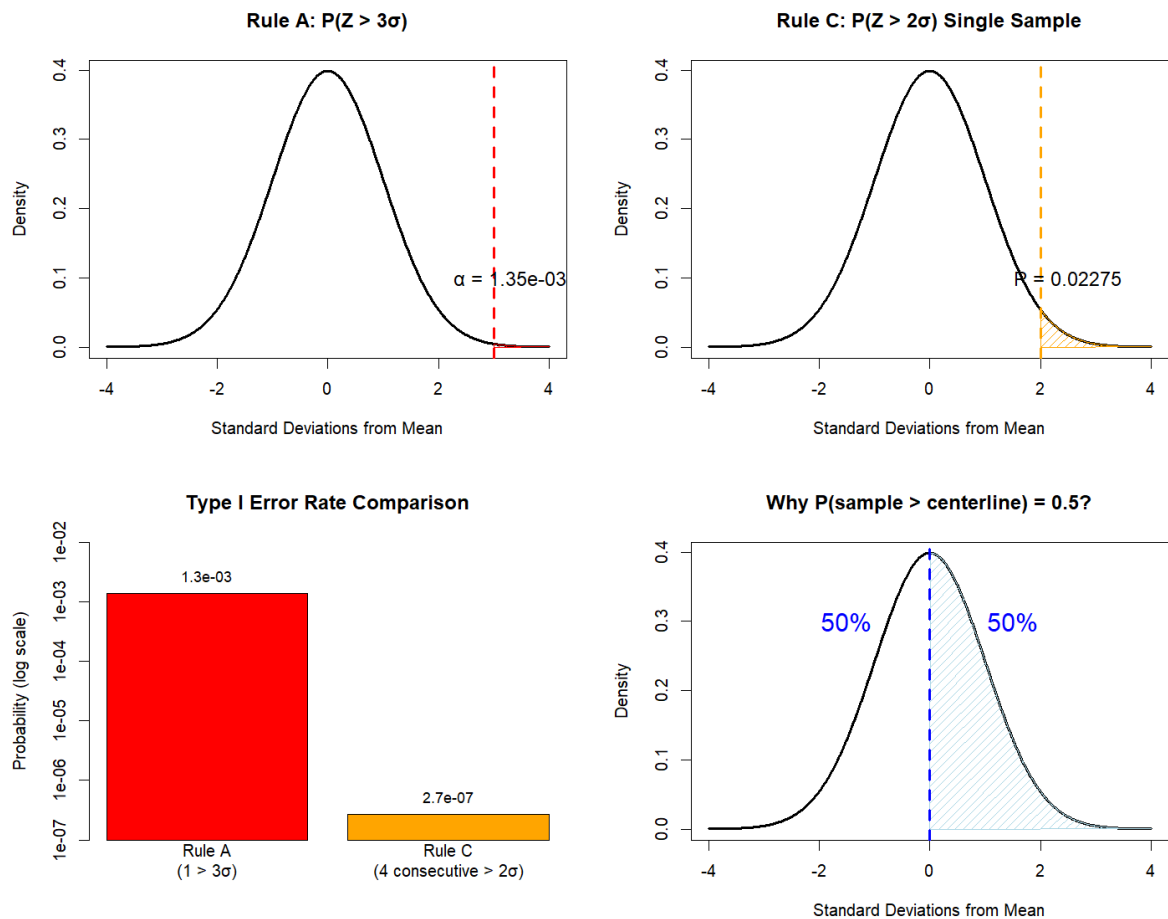 Rule A: P(Z > 3σ)
0.4
0.3
0.2
0.1
0.0
Density
α = 1.35e-03
-4
-2
0
2
4
Standard Deviations from Mean
Rule C: P(Z > 2σ) Single Sample
0.4
0.3
0.2
0.1
0.0
Density
P = 0.02275
-4
-2
0
2
4
Standard Deviations from Mean
Type I Error Rate Comparison
1e-02
1e-03
1e-04
1e-05
1e-06
1e-07
Probability (log scale)
1.3e-03
2.7e-07
Rule A
(1 > 3σ)
Rule C
(4 consecutive > 2σ)
Why P(sample > centerline) = 0.5?
0.4
0.3
0.2
0.1
0.0
Density
50%
50%
-4
-2
0
2
4
Standard Deviations from Mean